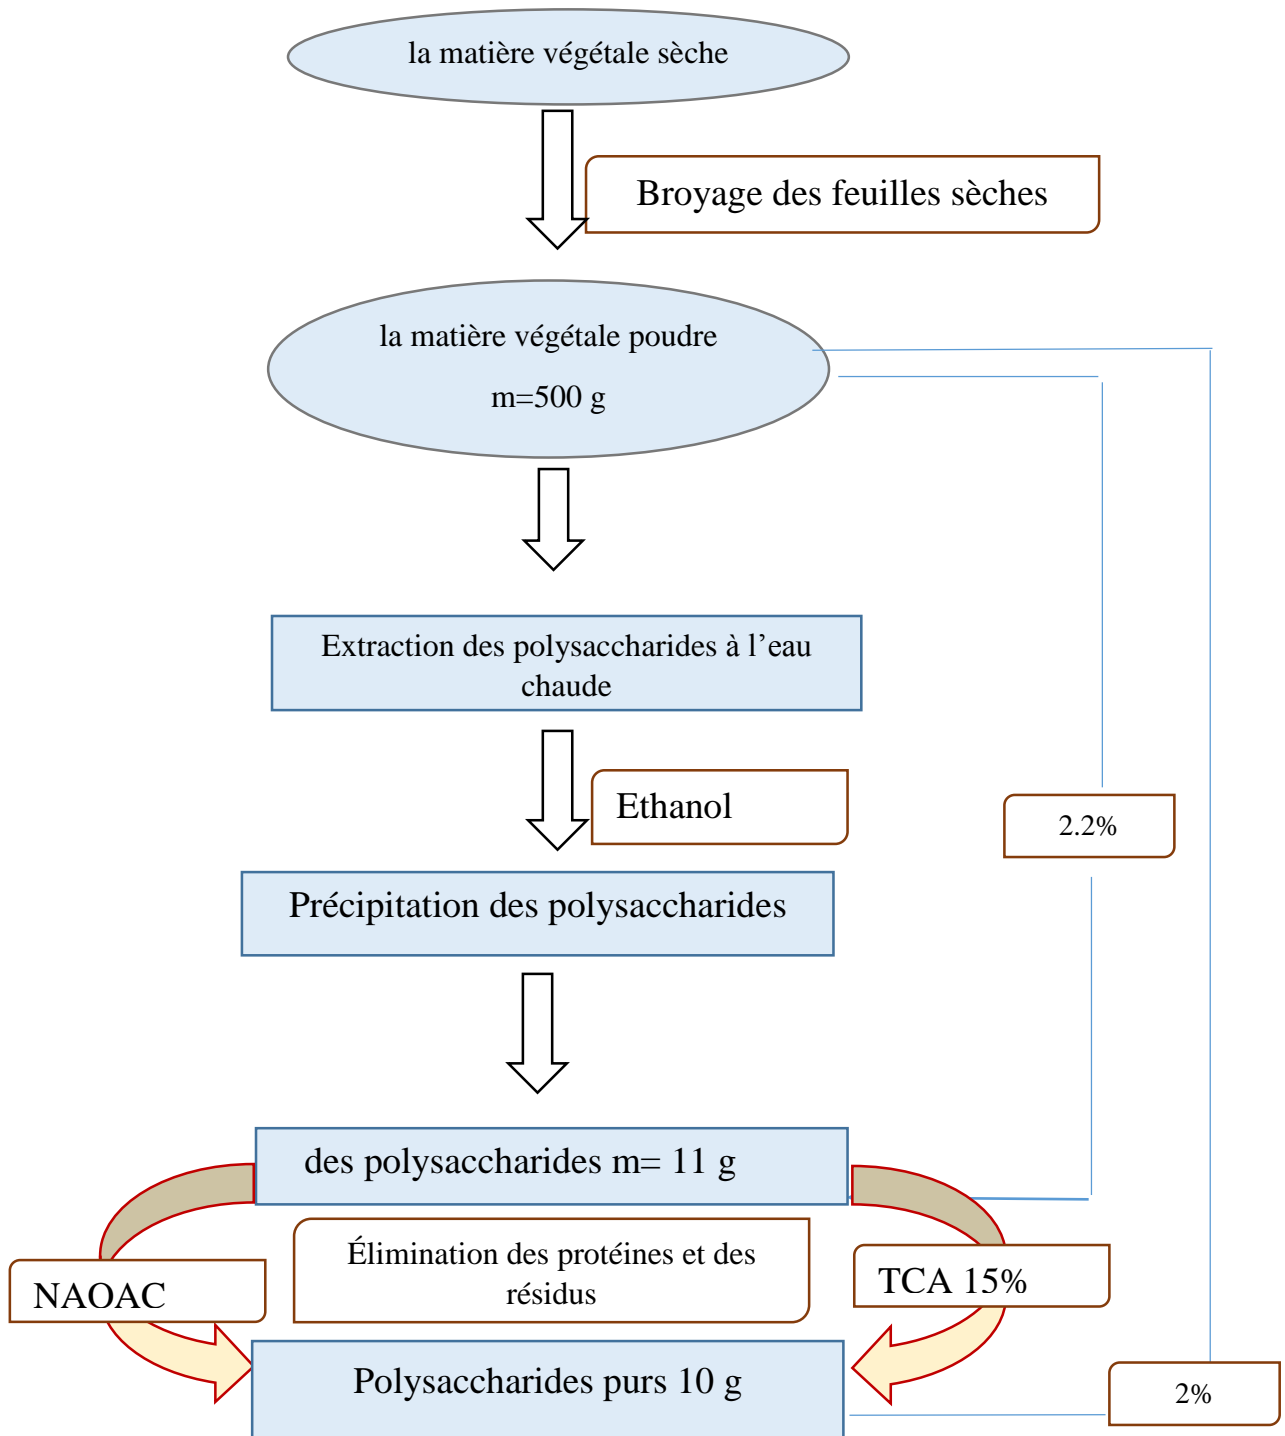 la matière végétale sèche
Broyage des feuilles sèches
la matière végétale poudre
m=500 g
Extraction des polysaccharides à l’eau
chaude
Ethanol
2.2%
Précipitation des polysaccharides
des polysaccharides m= 11 g
Élimination des protéines et des
résidus
NAOAC
TCA 15%
Polysaccharides purs 10 g
2%